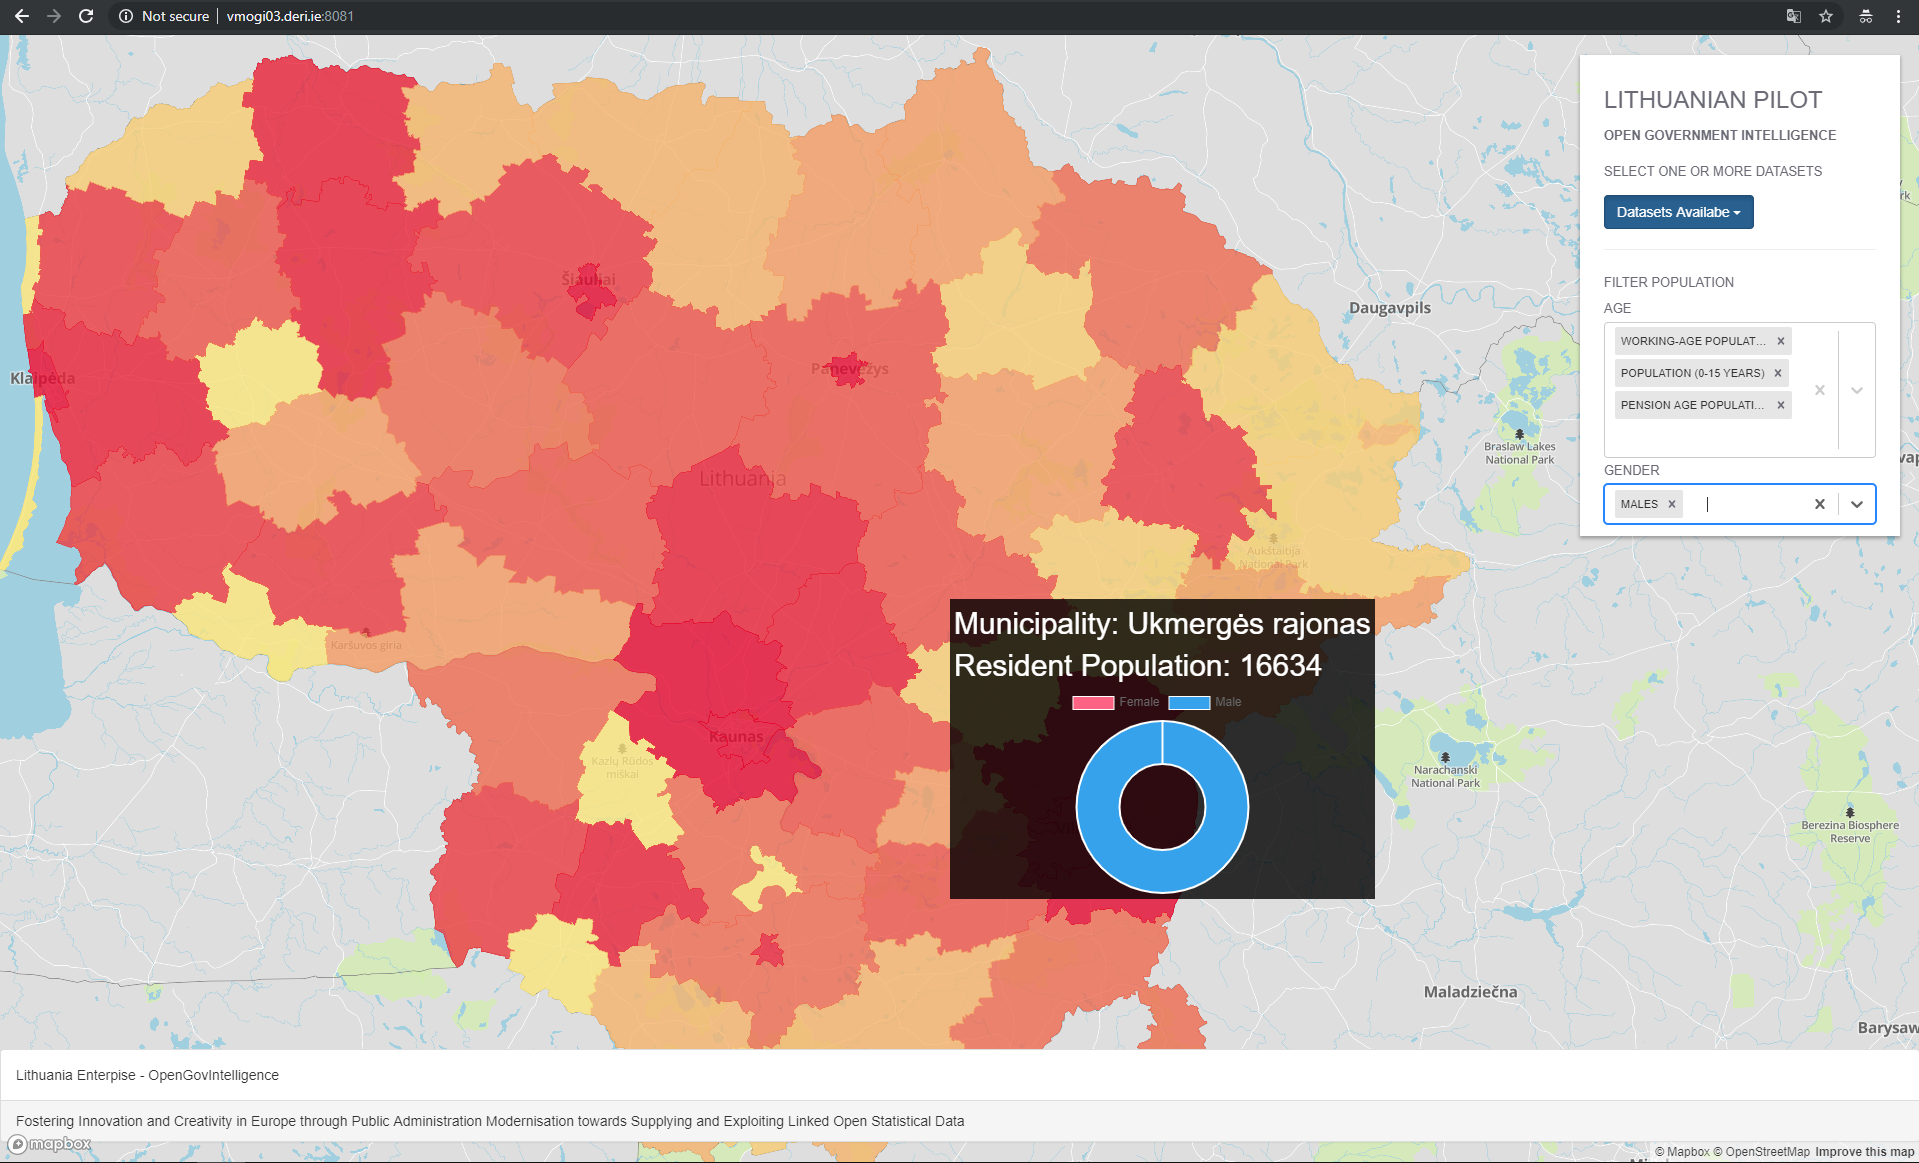 Not secure | vmogi03.deri.ie:8081
LITHUANIAN PILOT
OPEN GOVERNMENT INTELLIGENCE
SELECT ONE OR MORE DATASETS
Datasets Availabe
FILTER POPULATION
AGE
WORKING-AGE POPULAT... ×
POPULATION (0-15 YEARS) ×
PENSION AGE POPULATI... ×
GENDER
MALES ×
Šiauliai
Daugavpils
Klaipėda
Panevėžys
Braslaw Lakes
National Park
Lithuania
Aukštaitija
National Park
Karšuvos giria
Municipality: Ukmergės rajonas
Resident Population: 16634
Female Male
Kaunas
Kazlų Rūdos
miškai
Narachanski
National Park
Berezina Biosphere
Reserve
Maladziečna
Barysaw
Lithuania Enterpise - OpenGovIntelligence
Fostering Innovation and Creativity in Europe through Public Administration Modernisation towards Supplying and Exploiting Linked Open Statistical Data
mapbox
© Mapbox © OpenStreetMap Improve this map